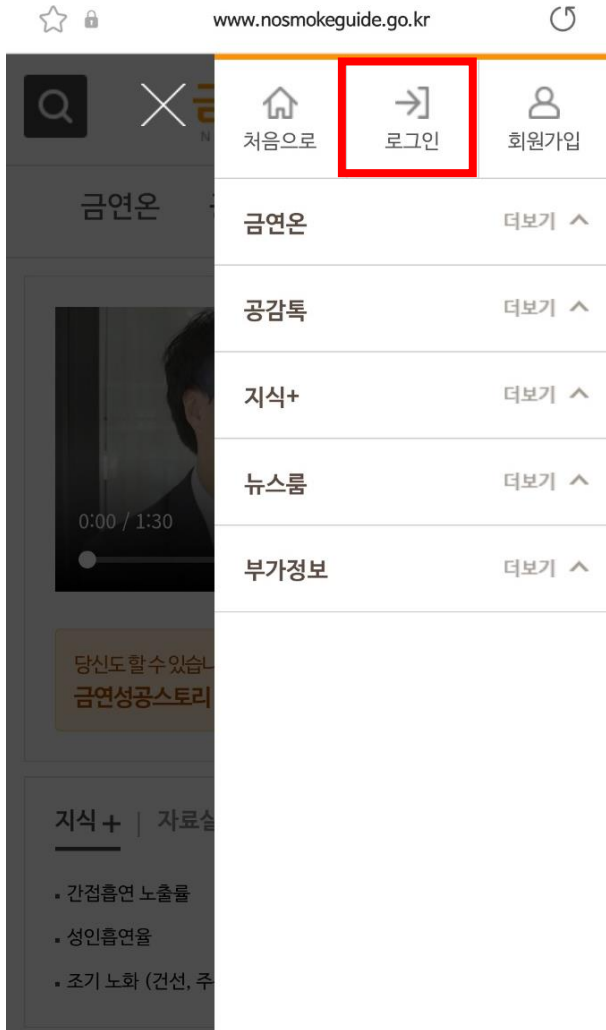 www.nosmokeguide.go.kr
금
N
처음으로
로그인
회원가입
금연온
금연온 더보기
공감톡 더보기
지식+ 더보기
뉴스룸 더보기
부가정보 더보기
0:00 / 1:30
당신도 할 수 있습니
금연성공스토리
지식+ | 자료실
▪ 간접흡연 노출률
▪ 성인흡연율
▪ 조기 노화 (건선, 주